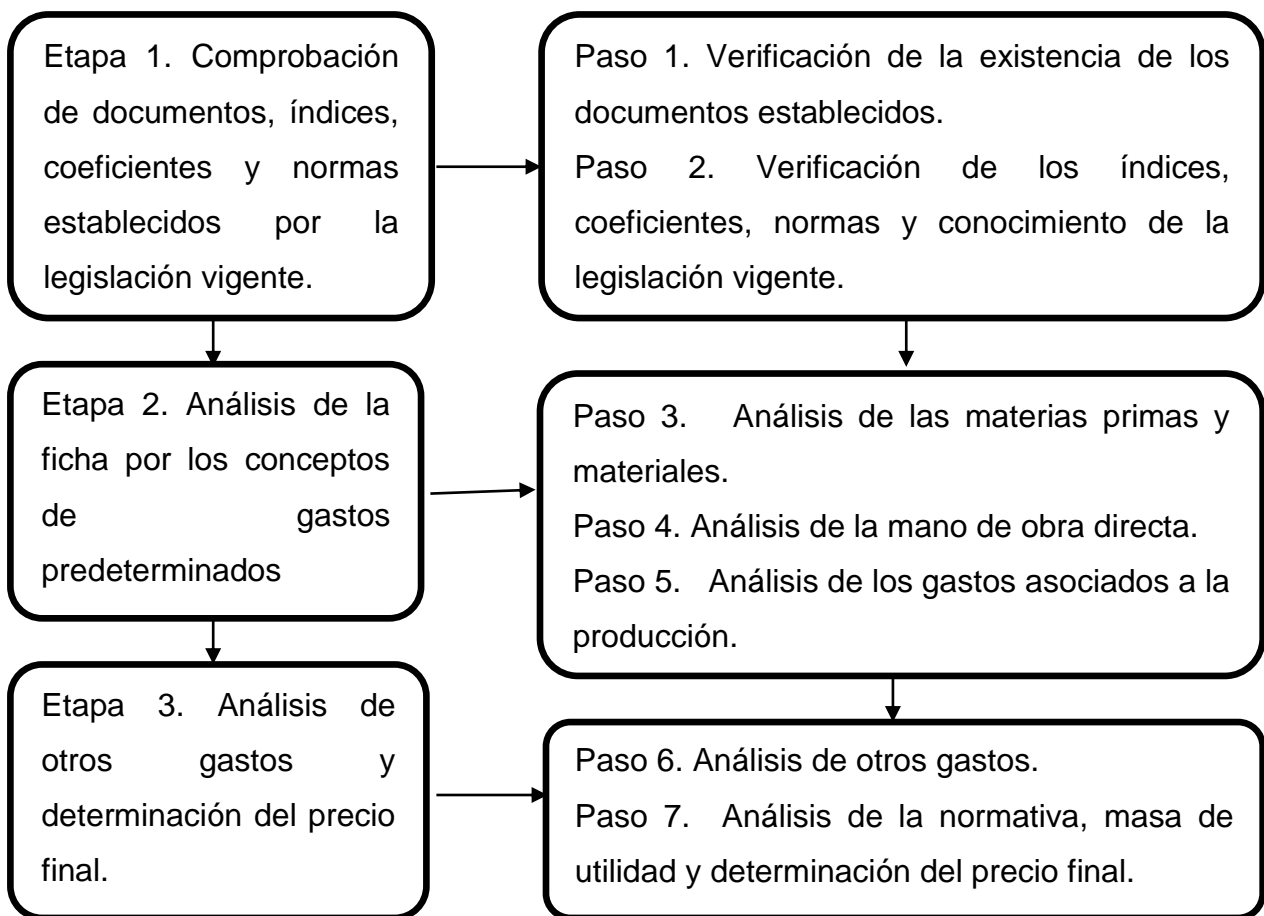 Etapa 1. Comprobación
de documentos, índices,
coeficientes y normas
establecidos por la
legislación vigente.
Paso 1. Verificación de la existencia de los
documentos establecidos.
Paso 2. Verificación de los índices,
coeficientes, normas y conocimiento de la
legislación vigente.
Etapa 2. Análisis de la
ficha por los conceptos
de gastos
predeterminados
Paso 3. Análisis de las materias primas y
materiales.
Paso 4. Análisis de la mano de obra directa.
Paso 5. Análisis de los gastos asociados a la
producción.
Etapa 3. Análisis de
otros gastos y
determinación del precio
final.
Paso 6. Análisis de otros gastos.
Paso 7. Análisis de la normativa, masa de
utilidad y determinación del precio final.